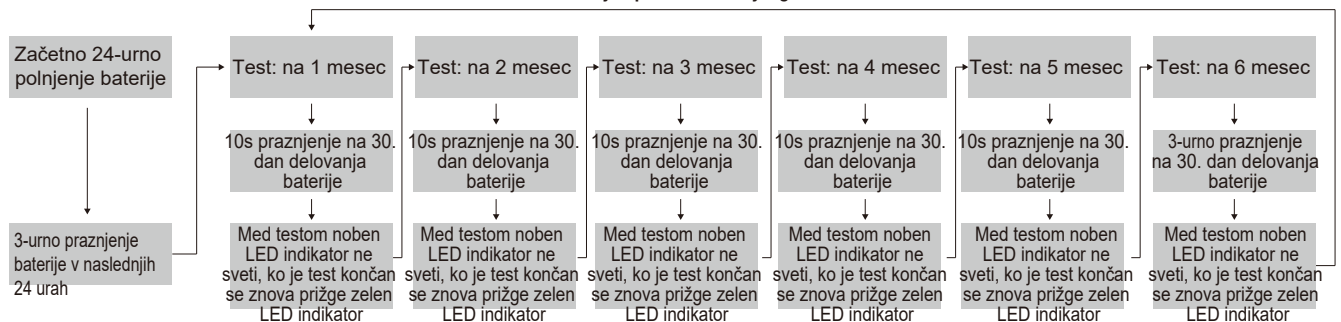 Začetno 24-urno
polnjenje baterije
3-urno praznjenje
baterije v naslednjih
24 urah
Test: na 1 mesec
10s praznjenje na 30.
dan delovanja
baterije
Med testom noben
LED indikator ne
sveti, ko je test končan
se znova prižge zelen
LED indikator
Test: na 2 mesec
10s praznjenje na 30.
dan delovanja
baterije
Med testom noben
LED indikator ne
sveti, ko je test končan
se znova prižge zelen
LED indikator
Test: na 3 mesec
10s praznjenje na 30.
dan delovanja
baterije
Med testom noben
LED indikator ne
sveti, ko je test končan
se znova prižge zelen
LED indikator
Test: na 4 mesec
10s praznjenje na 30.
dan delovanja
baterije
Med testom noben
LED indikator ne
sveti, ko je test končan
se znova prižge zelen
LED indikator
Test: na 5 mesec
10s praznjenje na 30.
dan delovanja
baterije
Med testom noben
LED indikator ne
sveti, ko je test končan
se znova prižge zelen
LED indikator
Test: na 6 mesec
3-urno praznjenje
na 30. dan delovanja
baterije
Med testom noben
LED indikator ne
sveti, ko je test končan
se znova prižge zelen
LED indikator